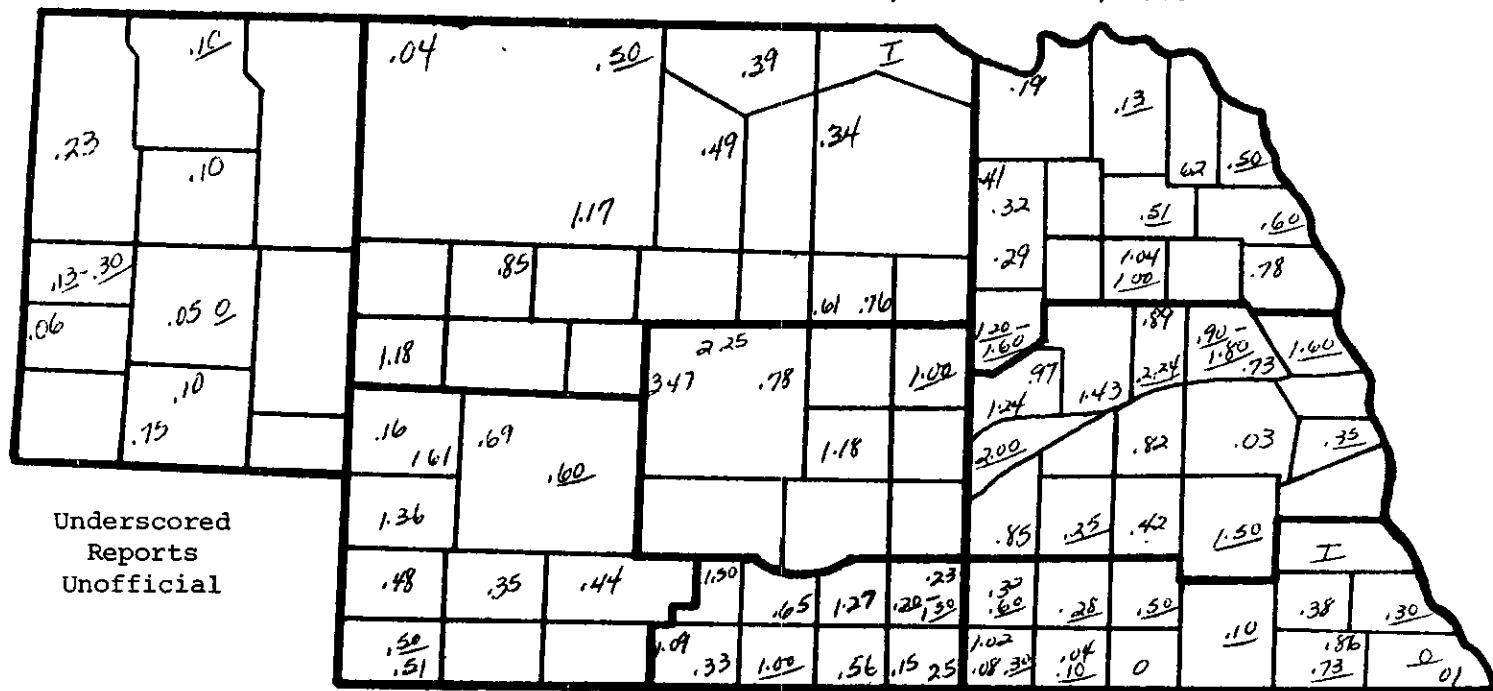 .1C .04 .50 .39 T
.19 .13
.23 .10 .49 .34 .62 .50
.41
.32 1.17 .51 .60
.29 1.04
1.00 .78
.13-.30 .85
.06 .05 0 .61 .76
1.20-
1.60 .89 .90-
1.80 .73 1.60
1.18 2.25
3.47 .78 1.00 .97 1.43 2.24
1.24
.10
.75 .16
1.61 .69 .60 1.18 2.00 .82 .03 .35
1.36 .85 .25 .42 1.50
Underscored
Reports
Unofficial
T
.48 .35 .44 1.50 .65 1.27 .23
.20-
1.30 .32
.60 .28 .50 .10 .38 .30
.50
.51 1.09 .33 1.00 .56 .15 25 1.02
.08 .30 .04
.10 0 .86
.73 0
01